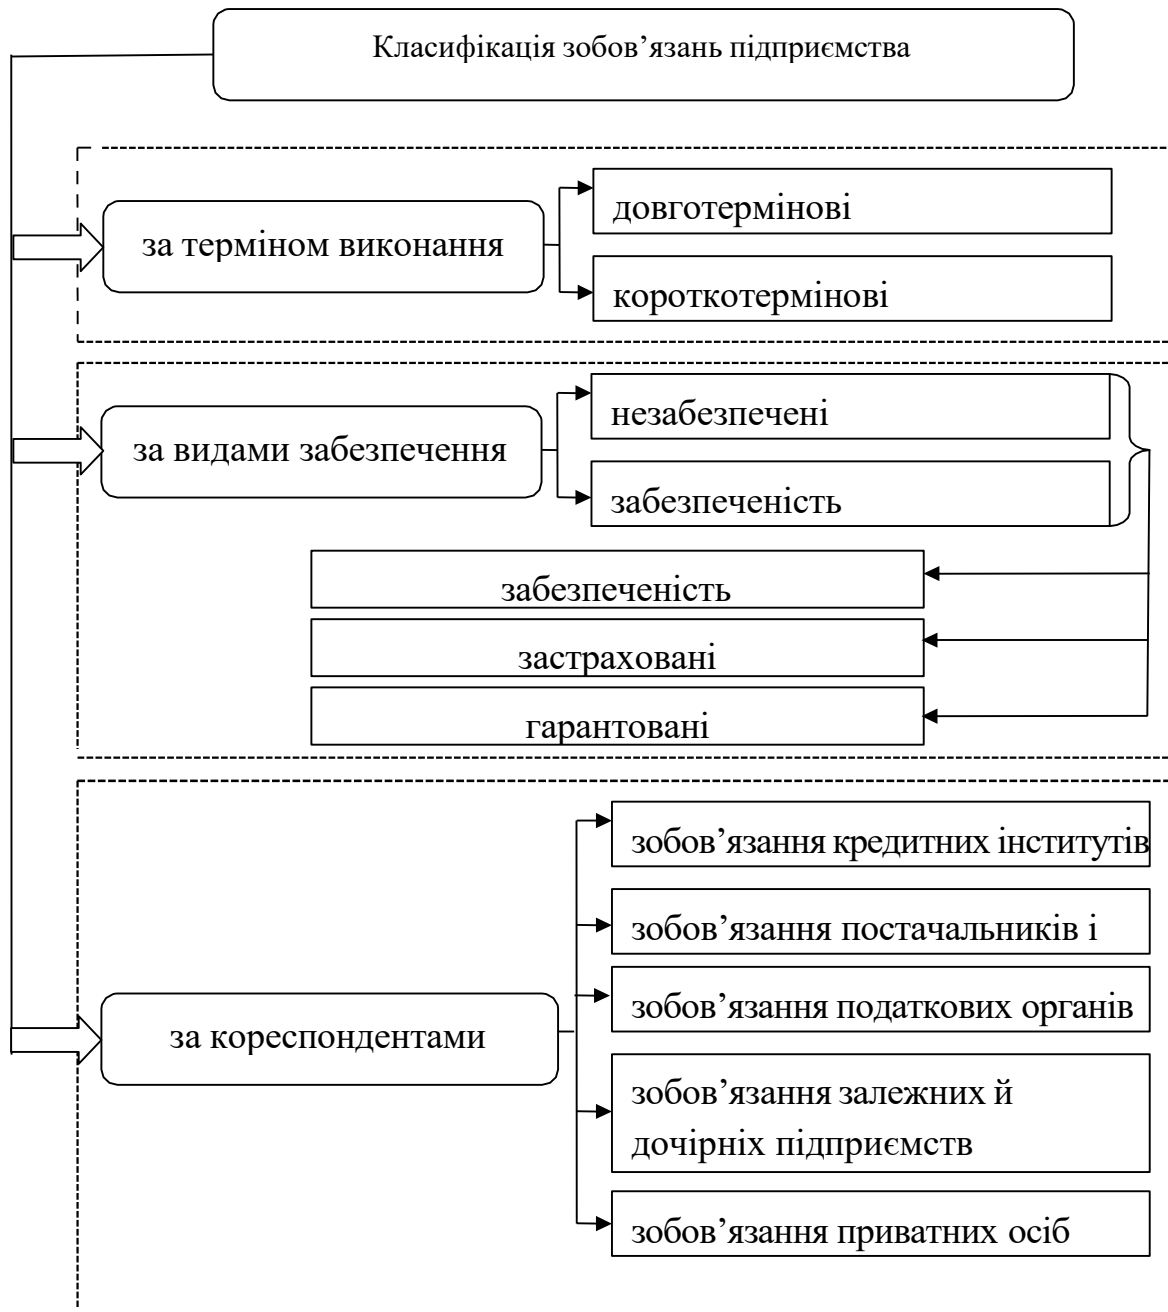 Класифікація зобов’язань підприємства
за терміном виконання
довготермінові
короткотермінові
за видами забезпечення
незабезпечені
забезпеченість
забезпеченість
застраховані
гарантовані
за кореспондентами
зобов’язання кредитних інститутів
зобов’язання постачальників і
зобов’язання податкових органів
зобов’язання залежних й
дочірніх підприємств
зобов’язання приватних осіб